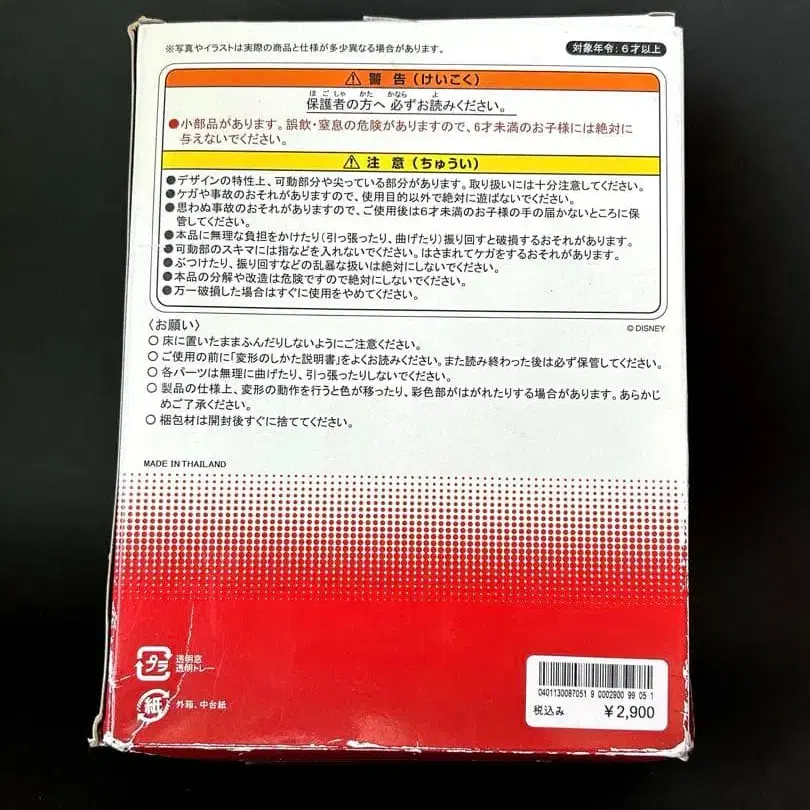 ※写真やイラストは実際の商品と仕様が多少異なる場合があります。
対象年令:6才以上
警告(けいこく)
ほごしゃ かた かなら よ
保護者の方へ 必ずお読みください。
●小部品があります。誤飲・窒息の危険がありますので、6才未満のお子様には絶対に
与えないでください。
注意(ちゅうい)
●デザインの特性上、可動部分や尖っている部分があります。取り扱いには十分注意してください。
●ケガや事故のおそれがありますので、使用目的以外で絶対に遊ばないでください。
●思わぬ事故のおそれがありますので、ご使用後は6才未満のお子様の手の届かないところに保
管してください。
●本品に無理な負担をかけたり(引っ張ったり、曲げたり)振り回すと破損するおそれがあります。
●可動部のスキマには指などを入れないでください。はさまれてケガをするおそれがあります。
●ぶつけたり、振り回すなどの乱暴な扱いは絶対にしないでください。
●本品の分解や改造は危険ですので絶対にしないでください。
●万一破損した場合はすぐに使用をやめてください。
© DISNEY
〈お願い〉
○ 床に置いたままふんだりしないようにご注意ください。
○ ご使用の前に「変形のしかた説明書」をよくお読みください。また読み終わった後は必ず保管してください。
○ 各パーツは無理に曲げたり、引っ張ったりしないでください。
○ 製品の仕様上、変形の動作を行うと色が移ったり、彩色部がはがれたりする場合があります。あらかじ
めご了承ください。
○ 梱包材は開封後すぐに捨ててください。
MADE IN THAILAND
プラ
透明窓
透明トレー
紙
外箱、中台紙
0401130087051 9 0002900 99 05 1
税込み ¥2,900